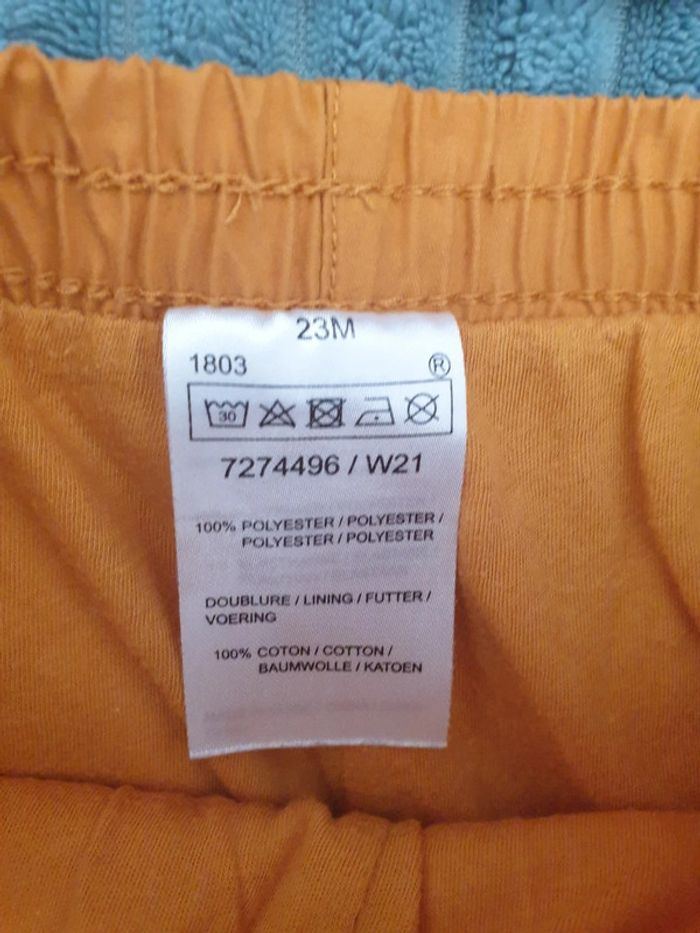 23M
1803 ®
30
7274496 / W21
100% POLYESTER / POLYESTER /
POLYESTER / POLYESTER
DOUBLURE / LINING / FUTTER /
VOERING
100% COTON / COTTON /
BAUMWOLLE / KATOEN